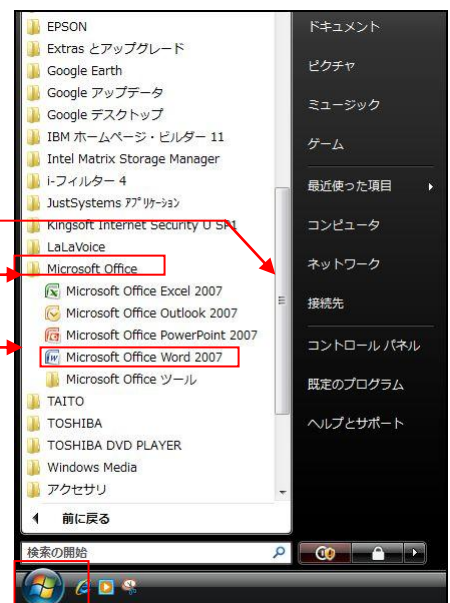 EPSON
Extras とアップグレード
Google Earth
Google アップデータ
Google デスクトップ
IBM ホームページ・ビルダー 11
Intel Matrix Storage Manager
i-フィルター 4
JustSystems アプリケーション
Kingsoft Internet Security U SP1
LaLaVoice
Microsoft Office
Microsoft Office Excel 2007
Microsoft Office Outlook 2007
Microsoft Office PowerPoint 2007
Microsoft Office Word 2007
Microsoft Office ツール
TAITO
TOSHIBA
TOSHIBA DVD PLAYER
Windows Media
アクセサリ
前に戻る
検索の開始
ドキュメント
ピクチャ
ミュージック
ゲーム
最近使った項目
コンピュータ
ネットワーク
接続先
コントロール パネル
既定のプログラム
ヘルプとサポート